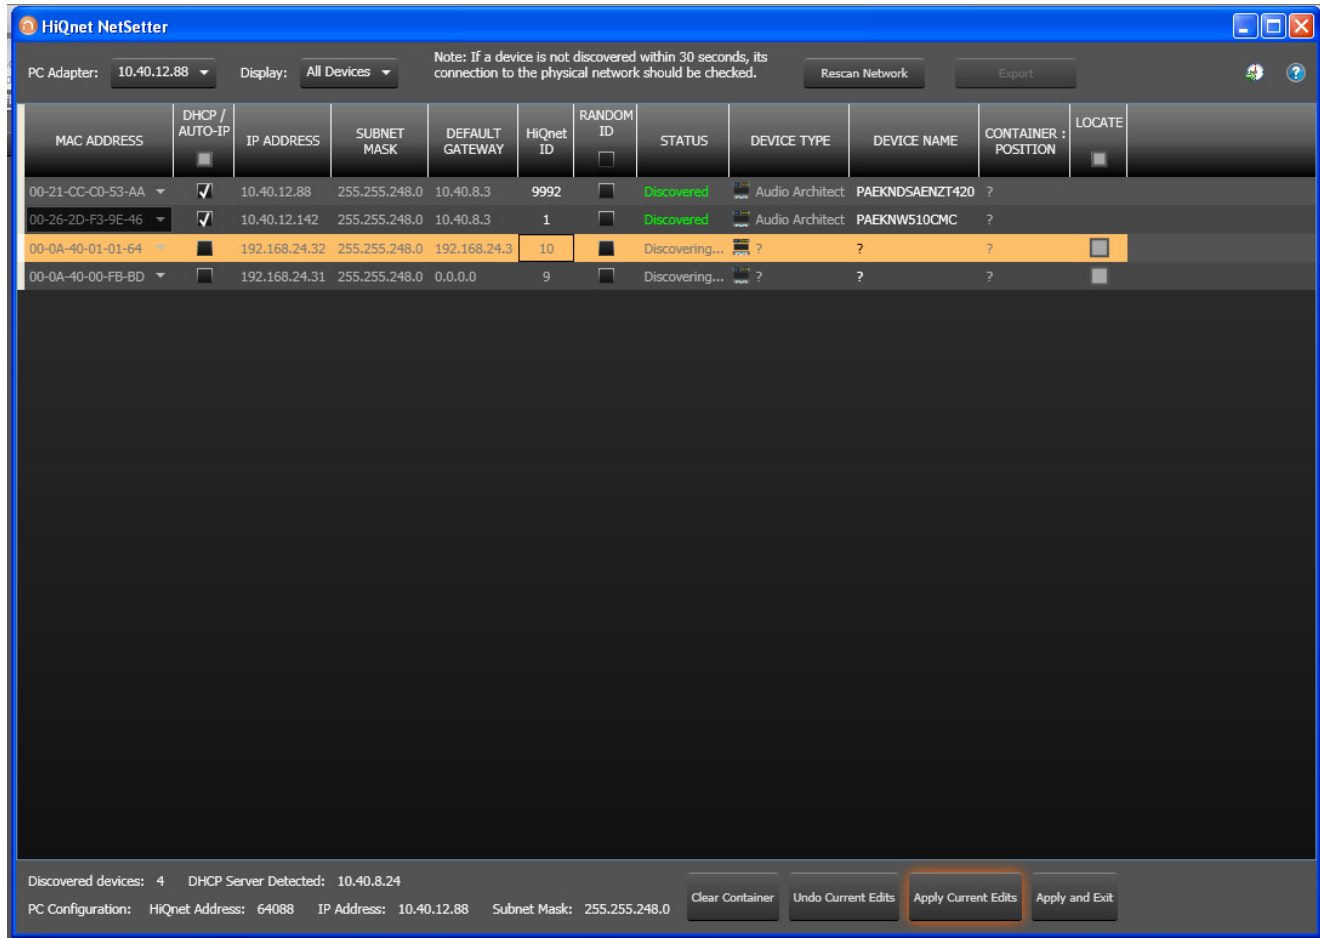 HiQnet NetSetter
PC Adapter: 10.40.12.88 Display: All Devices Note: If a device is not discovered within 30 seconds, its
connection to the physical network should be checked. Rescan Network Export
MAC ADDRESS DHCP / AUTO-IP IP ADDRESS SUBNET MASK DEFAULT GATEWAY HiQnet ID RANDOM ID STATUS DEVICE TYPE DEVICE NAME CONTAINER : POSITION LOCATE
00-21-CC-C0-53-AA 10.40.12.88 255.255.248.0 10.40.8.3 9992 Discovered Audio Architect PAEKNDSAENZT420 ?
00-26-2D-F3-9E-46 10.40.12.142 255.255.248.0 10.40.8.3 1 Discovered Audio Architect PAEKNW510CMC ?
00-0A-40-01-01-64 192.168.24.32 255.255.248.0 192.168.24.3 10 Discovering... ? ? ?
00-0A-40-00-FB-BD 192.168.24.31 255.255.248.0 0.0.0.0 9 Discovering... ? ? ?
Discovered devices: 4 DHCP Server Detected: 10.40.8.24
PC Configuration: HiQnet Address: 64088 IP Address: 10.40.12.88 Subnet Mask: 255.255.248.0
Clear Container Undo Current Edits Apply Current Edits Apply and Exit